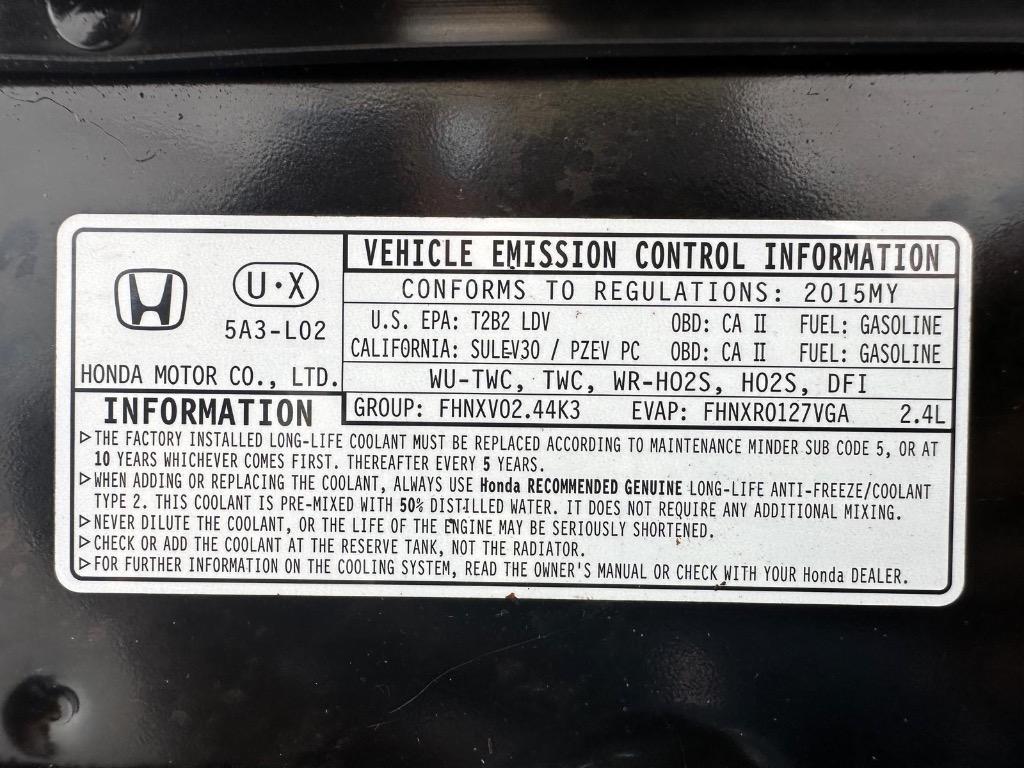 U·X
5A3-L02
HONDA MOTOR CO., LTD.
VEHICLE EMISSION CONTROL INFORMATION
CONFORMS TO REGULATIONS: 2015MY
U.S. EPA: T2B2 LDV OBD: CA II FUEL: GASOLINE
CALIFORNIA: SULEV30 / PZEV PC OBD: CA II FUEL: GASOLINE
WU-TWC, TWC, WR-HO2S, HO2S, DFI
GROUP: FHNXV02.44K3 EVAP: FHNXR0127VGA 2.4L
INFORMATION
▷THE FACTORY INSTALLED LONG-LIFE COOLANT MUST BE REPLACED ACCORDING TO MAINTENANCE MINDER SUB CODE 5, OR AT
10 YEARS WHICHEVER COMES FIRST. THEREAFTER EVERY 5 YEARS.
▷WHEN ADDING OR REPLACING THE COOLANT, ALWAYS USE Honda RECOMMENDED GENUINE LONG-LIFE ANTI-FREEZE/COOLANT
TYPE 2. THIS COOLANT IS PRE-MIXED WITH 50% DISTILLED WATER. IT DOES NOT REQUIRE ANY ADDITIONAL MIXING.
▷NEVER DILUTE THE COOLANT, OR THE LIFE OF THE ENGINE MAY BE SERIOUSLY SHORTENED.
▷CHECK OR ADD THE COOLANT AT THE RESERVE TANK, NOT THE RADIATOR.
▷FOR FURTHER INFORMATION ON THE COOLING SYSTEM, READ THE OWNER'S MANUAL OR CHECK WITH YOUR Honda DEALER.